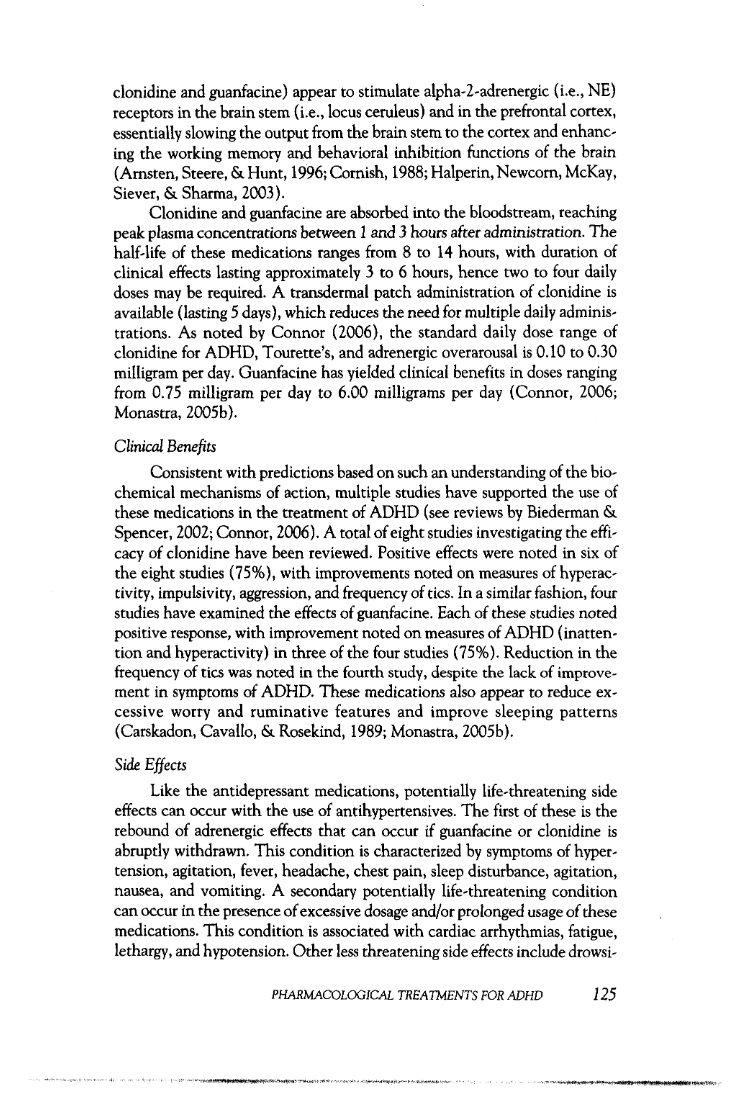 clonidine and guanfacine) appear to stimulate alpha-2-adrenergic (i.e., NE)
receptors in the brain stem (i.e., locus ceruleus) and in the prefrontal cortex,
essentially slowing the output from the brain stem to the cortex and enhanc-
ing the working memory and behavioral inhibition functions of the brain
(Arnsten, Steere, & Hunt, 1996; Cornish, 1988; Halperin, Newcorn, McKay,
Siever, & Sharma, 2003).
Clonidine and guanfacine are absorbed into the bloodstream, reaching
peak plasma concentrations between 1 and 3 hours after administration. The
half-life of these medications ranges from 8 to 14 hours, with duration of
clinical effects lasting approximately 3 to 6 hours, hence two to four daily
doses may be required. A transdermal patch administration of clonidine is
available (lasting 5 days), which reduces the need for multiple daily adminis-
trations. As noted by Connor (2006), the standard daily dose range of
clonidine for ADHD, Tourette's, and adrenergic overarousal is 0.10 to 0.30
milligram per day. Guanfacine has yielded clinical benefits in doses ranging
from 0.75 milligram per day to 6.00 milligrams per day (Connor, 2006;
Monastra, 2005b).
Clinical Benefits
Consistent with predictions based on such an understanding of the bio-
chemical mechanisms of action, multiple studies have supported the use of
these medications in the treatment of ADHD (see reviews by Biederman &
Spencer, 2002; Connor, 2006). A total of eight studies investigating the effi-
cacy of clonidine have been reviewed. Positive effects were noted in six of
the eight studies (75%), with improvements noted on measures of hyperac-
tivity, impulsivity, aggression, and frequency of tics. In a similar fashion, four
studies have examined the effects of guanfacine. Each of these studies noted
positive response, with improvement noted on measures of ADHD (inatten-
tion and hyperactivity) in three of the four studies (75%). Reduction in the
frequency of tics was noted in the fourth study, despite the lack of improve-
ment in symptoms of ADHD. These medications also appear to reduce ex-
cessive worry and ruminative features and improve sleeping patterns
(Carskadon, Cavallo, & Rosekind, 1989; Monastra, 2005b).
Side Effects
Like the antidepressant medications, potentially life-threatening side
effects can occur with the use of antihypertensives. The first of these is the
rebound of adrenergic effects that can occur if guanfacine or clonidine is
abruptly withdrawn. This condition is characterized by symptoms of hyper-
tension, agitation, fever, headache, chest pain, sleep disturbance, agitation,
nausea, and vomiting. A secondary potentially life-threatening condition
can occur in the presence of excessive dosage and/or prolonged usage of these
medications. This condition is associated with cardiac arrhythmias, fatigue,
lethargy, and hypotension. Other less threatening side effects include drowsi-
PHARMACOLOGICAL TREATMENTS FOR ADHD 125